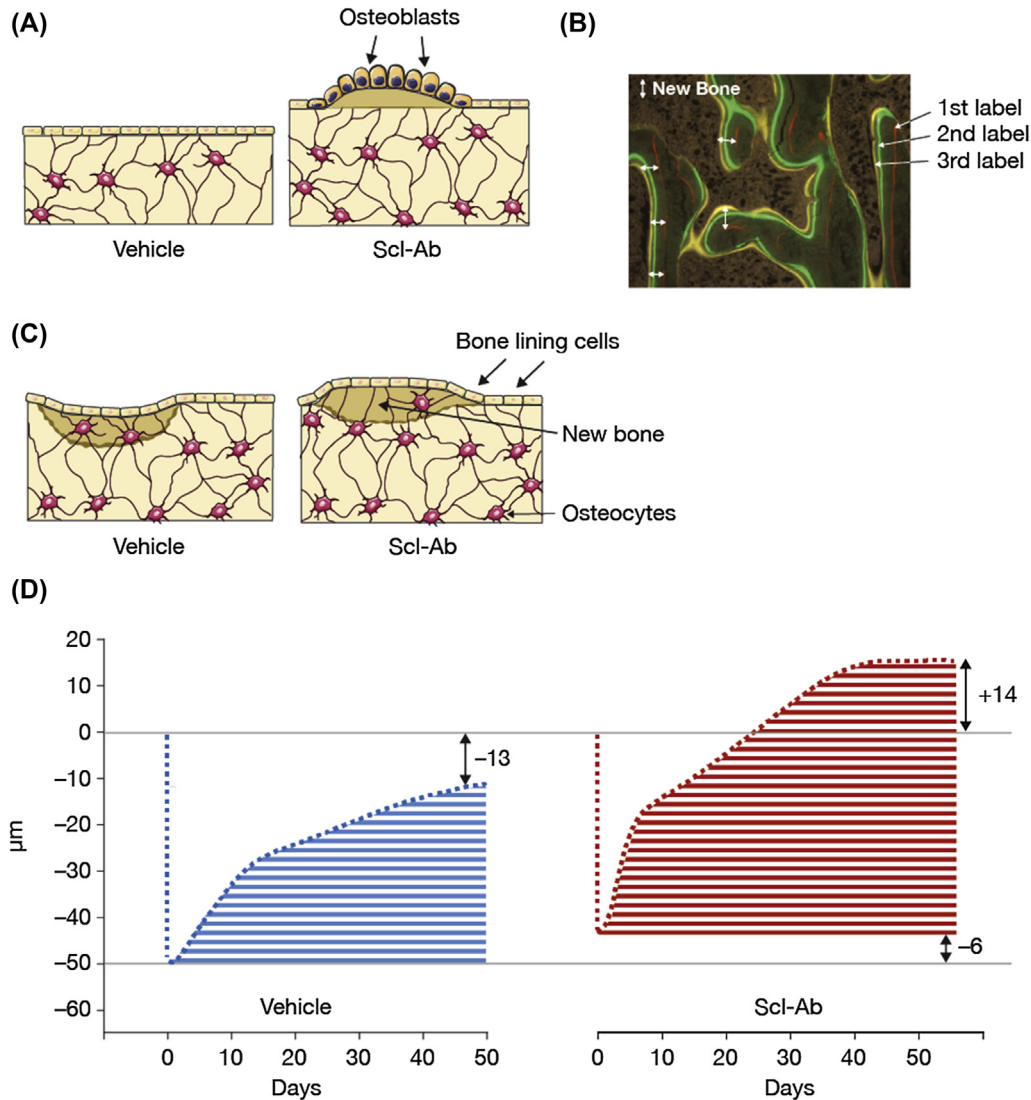 (A)
Osteoblasts
Vehicle
Scl-Ab
(B)
New Bone
1st label
2nd label
3rd label
(C)
Bone lining cells
New bone
Osteocytes
Vehicle
Scl-Ab
(D)
µm
20
10
0
−10
−20
−30
−40
−50
−60
−13
Vehicle
0 10 20 30 40 50
Days
+14
−6
Scl-Ab
0 10 20 30 40 50
Days